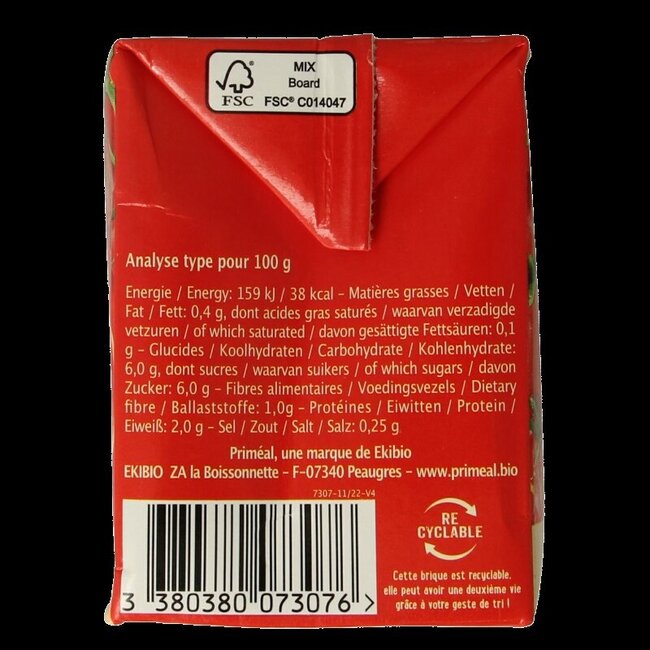 MIX
Board
FSC® C014047
FSC
Analyse type pour 100 g
Energie / Energy: 159 kJ / 38 kcal – Matières grasses / Vetten /
Fat / Fett: 0,4 g, dont acides gras saturés / waarvan verzadigde
vetzuren / of which saturated / davon gesättigte Fettsäuren: 0,1
g – Glucides / Koolhydraten / Carbohydrate / Kohlenhydrate:
6,0 g, dont sucres / waarvan suikers / of which sugars / davon
Zucker: 6,0 g – Fibres alimentaires / Voedingsvezels / Dietary
fibre / Ballaststoffe: 1,0g – Protéines / Eiwitten / Protein /
Eiweiß: 2,0 g – Sel / Zout / Salt / Salz: 0,25 g
Priméal, une marque de Ekibio
EKIBIO ZA la Boissonnette – F-07340 Peaugres – www.primeal.bio
7307-11/22-V4
RE
CYCLABLE
Cette brique est recyclable,
elle peut avoir une deuxième vie
grâce à votre geste de tri !
3 380380 073076 >